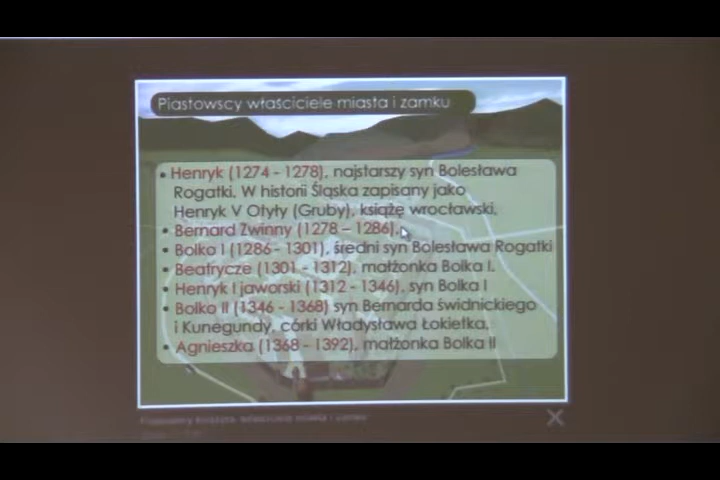 Piastowscy właściciele miasta i zamku
• Henryk (1274 - 1278), najstarszy syn Bolesława
Rogatki. W historii Śląska zapisany jako
Henryk V Otyły (Gruby), książę wrocławski.
• Bernard Zwinny (1278 – 1286).
• Bolko I (1286 - 1301), średni syn Bolesława Rogatki
• Beatrycze (1301 - 1312), małżonka Bolka I.
• Henryk I jaworski (1312 - 1346), syn Bolka I
• Bolko II (1346 - 1368) syn Bernarda świdnickiego
i Kunegundy, córki Władysława Łokietka.
• Agnieszka (1368 – 1392), małżonka Bolka II